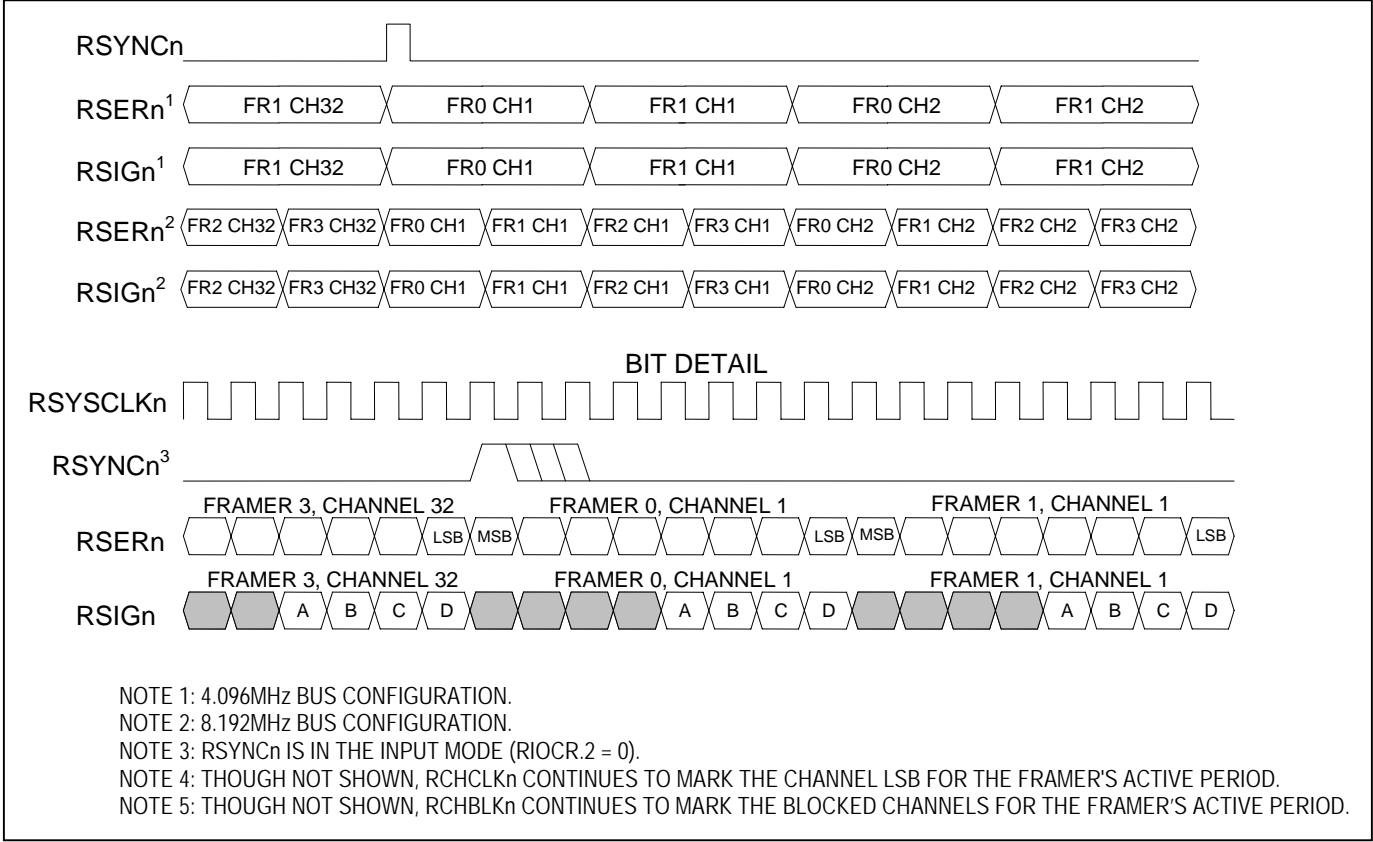 RSYNCn
RSERn1 FR1 CH32 FR0 CH1 FR1 CH1 FR0 CH2 FR1 CH2
RSIGn1 FR1 CH32 FR0 CH1 FR1 CH1 FR0 CH2 FR1 CH2
RSERn2 FR2 CH32 FR3 CH32 FR0 CH1 FR1 CH1 FR2 CH1 FR3 CH1 FR0 CH2 FR1 CH2 FR2 CH2 FR3 CH2
RSIGn2 FR2 CH32 FR3 CH32 FR0 CH1 FR1 CH1 FR2 CH1 FR3 CH1 FR0 CH2 FR1 CH2 FR2 CH2 FR3 CH2
BIT DETAIL
RSYSCLKn
RSYNCn3
FRAMER 3, CHANNEL 32 FRAMER 0, CHANNEL 1 FRAMER 1, CHANNEL 1
RSERn LSB MSB LSB MSB LSB
FRAMER 3, CHANNEL 32 FRAMER 0, CHANNEL 1 FRAMER 1, CHANNEL 1
RSIGn A B C D A B C D A B C D
NOTE 1: 4.096MHz BUS CONFIGURATION.
NOTE 2: 8.192MHz BUS CONFIGURATION.
NOTE 3: RSYNCn IS IN THE INPUT MODE (RIOCR.2 = 0).
NOTE 4: THOUGH NOT SHOWN, RCHCLKn CONTINUES TO MARK THE CHANNEL LSB FOR THE FRAMER'S ACTIVE PERIOD.
NOTE 5: THOUGH NOT SHOWN, RCHBLKn CONTINUES TO MARK THE BLOCKED CHANNELS FOR THE FRAMER’S ACTIVE PERIOD.